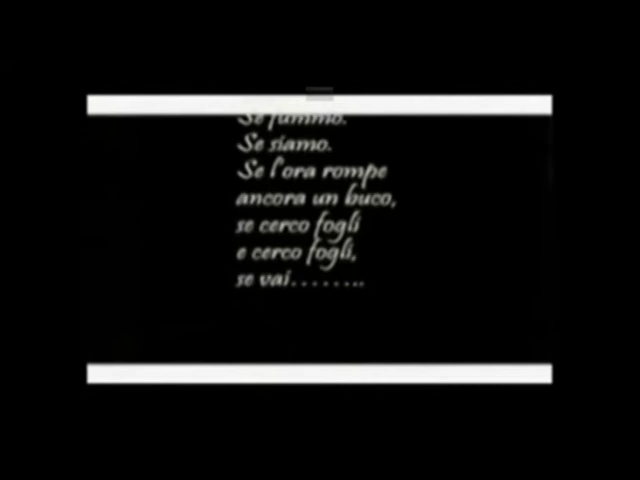 Se fummo.
Se siamo.
Se l'ora rompe
ancora un buco,
se cerco fogli
e cerco fogli,
se vai........